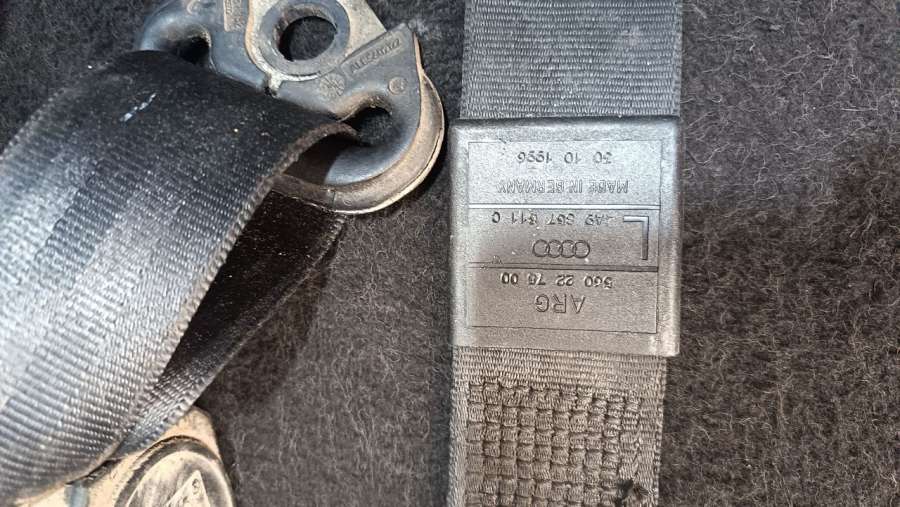 ARG
560 22 76 00
L 4A9 857 811 C
MADE IN GERMANY
30 10 1996